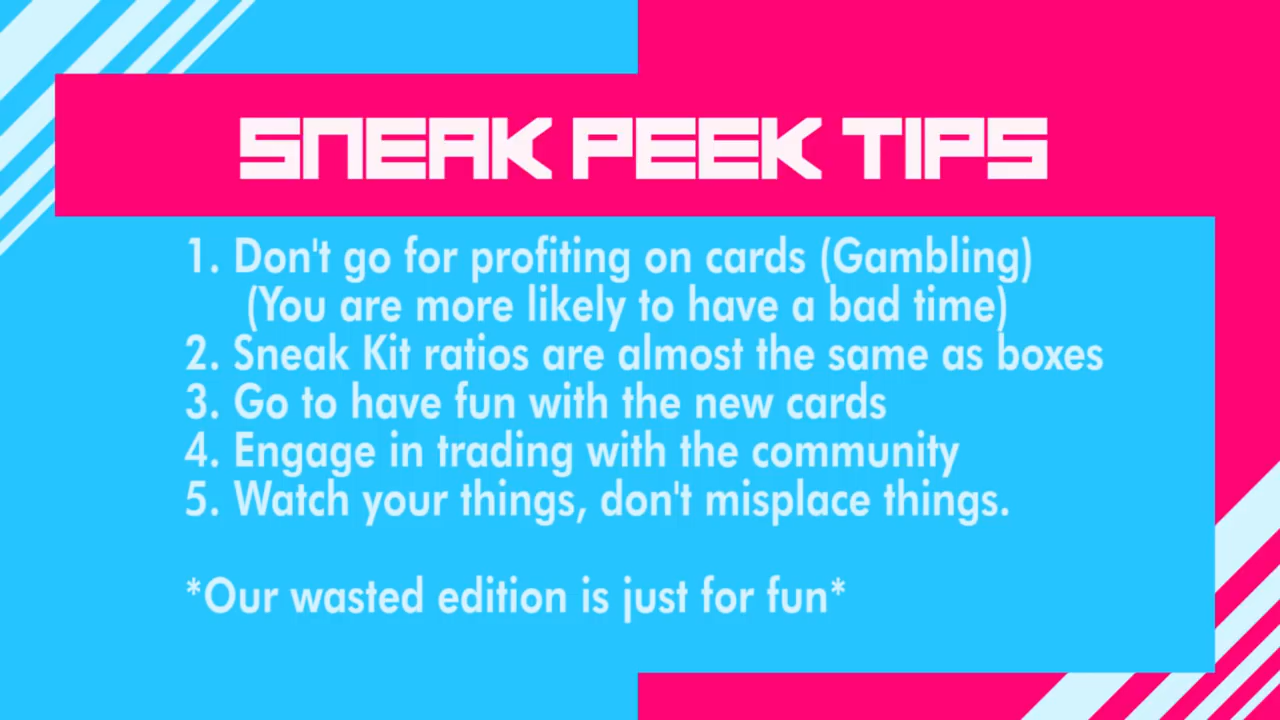 SNEAK PEEK TIPS
1. Don't go for profiting on cards (Gambling)
(You are more likely to have a bad time)
2. Sneak Kit ratios are almost the same as boxes
3. Go to have fun with the new cards
4. Engage in trading with the community
5. Watch your things, don't misplace things.
*Our wasted edition is just for fun*